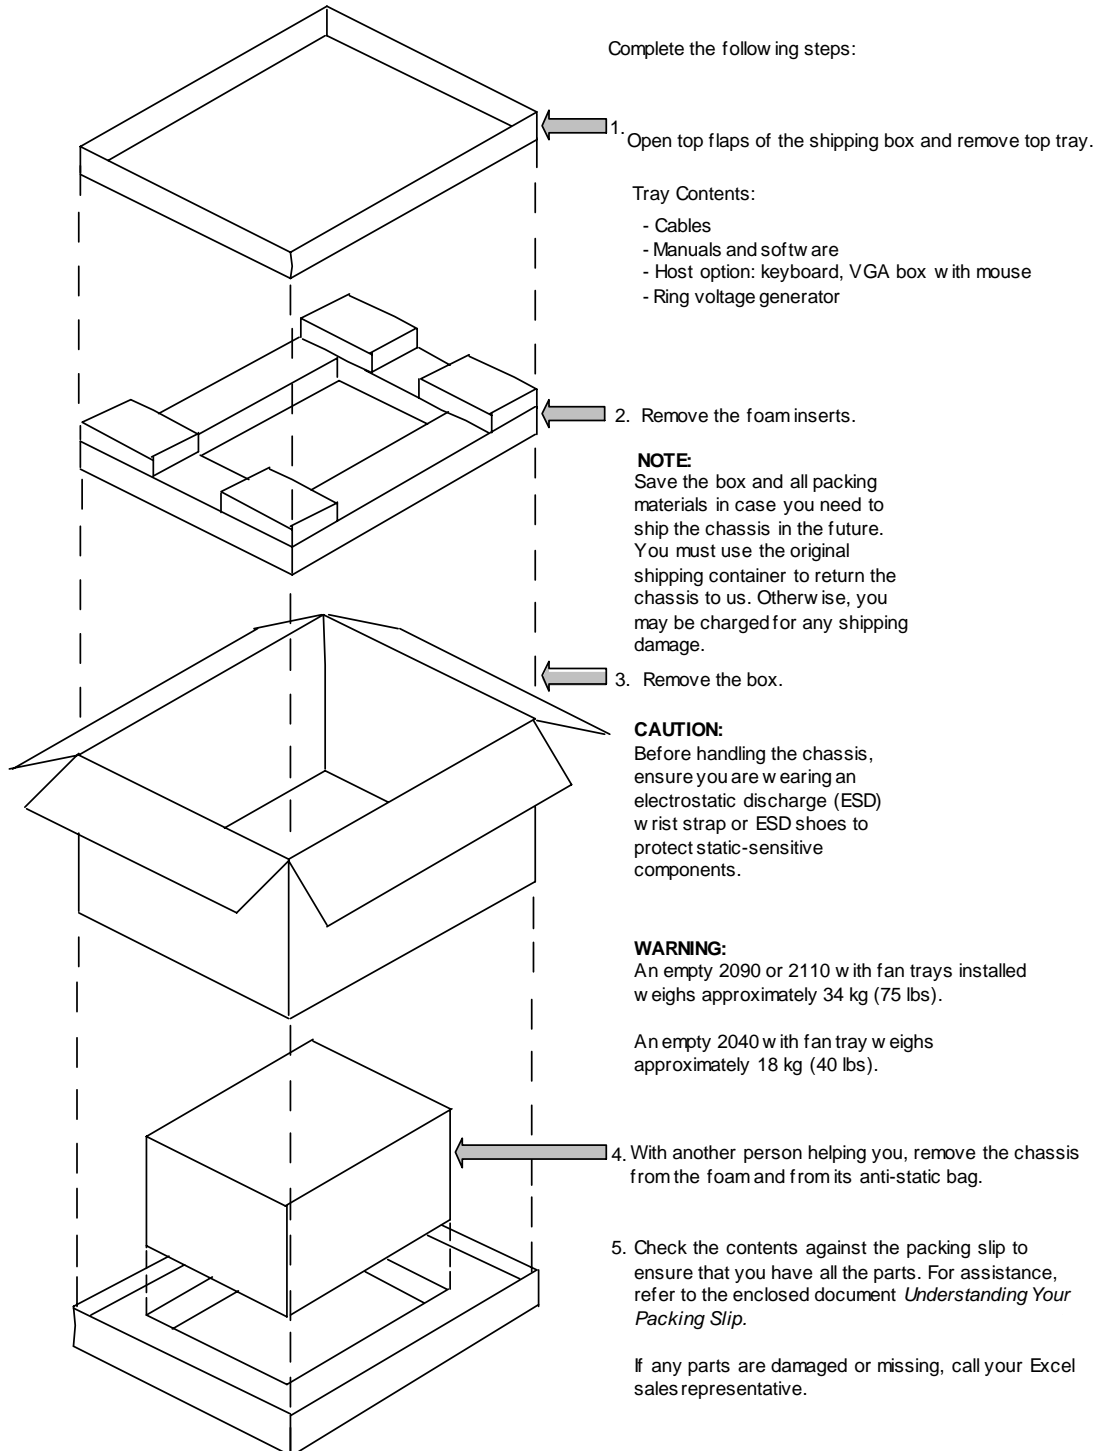 Complete the following steps:
1. Open top flaps of the shipping box and remove top tray.
Tray Contents:
- Cables
- Manuals and software
- Host option: keyboard, VGA box with mouse
- Ring voltage generator
2. Remove the foam inserts.
NOTE:
Save the box and all packing
materials in case you need to
ship the chassis in the future.
You must use the original
shipping container to return the
chassis to us. Otherwise, you
may be charged for any shipping
damage.
3. Remove the box.
CAUTION:
Before handling the chassis,
ensure you are wearing an
electrostatic discharge (ESD)
wrist strap or ESD shoes to
protect static-sensitive
components.
WARNING:
An empty 2090 or 2110 with fan trays installed
weighs approximately 34 kg (75 lbs).
An empty 2040 with fan tray weighs
approximately 18 kg (40 lbs).
4. With another person helping you, remove the chassis
from the foam and from its anti-static bag.
5. Check the contents against the packing slip to
ensure that you have all the parts. For assistance,
refer to the enclosed document Understanding Your
Packing Slip.
If any parts are damaged or missing, call your Excel
sales representative.